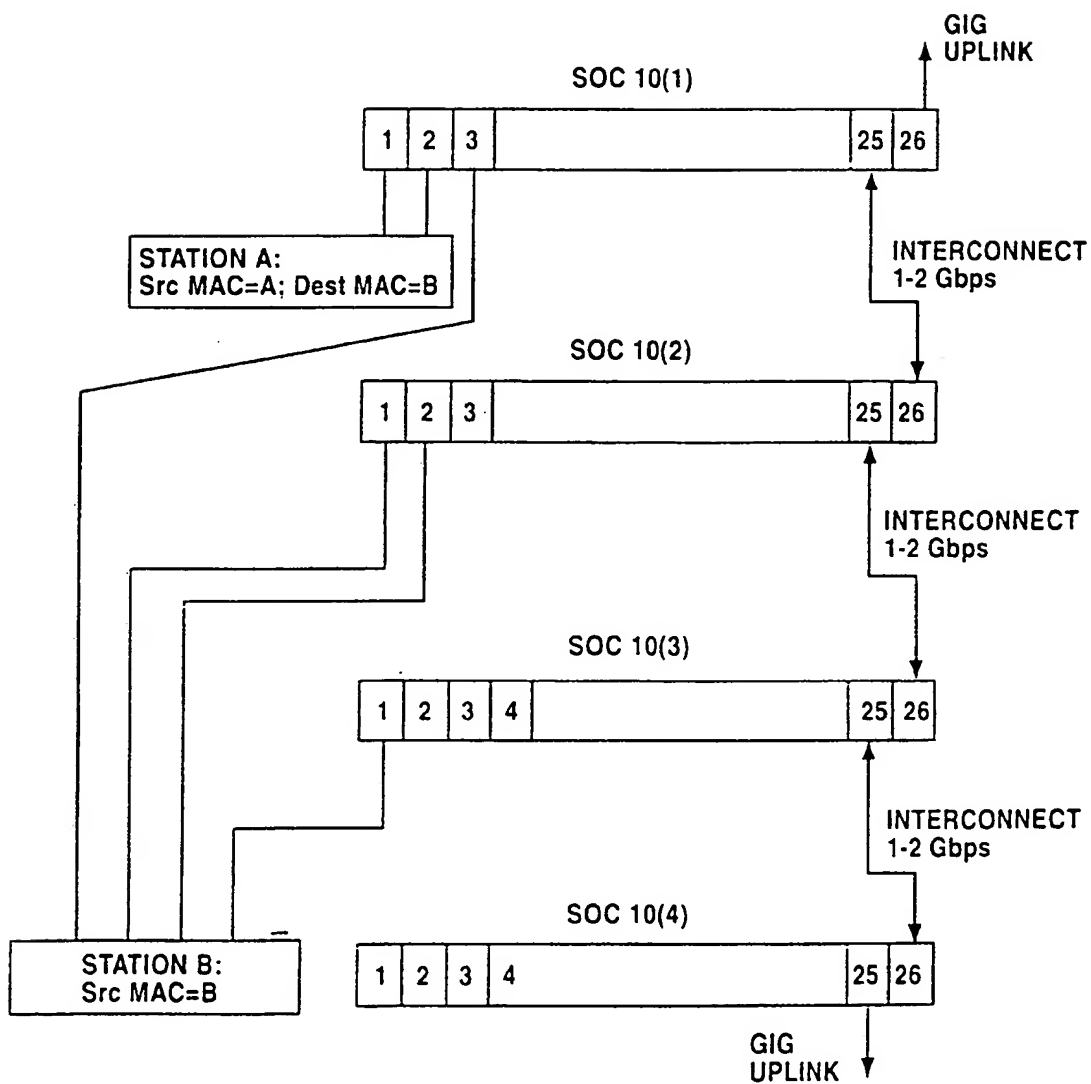 GIG
UPLINK
SOC 10(1)
1 2 3 25 26
STATION A:
Src MAC=A; Dest MAC=B
INTERCONNECT
1-2 Gbps
SOC 10(2)
1 2 3 25 26
INTERCONNECT
1-2 Gbps
SOC 10(3)
1 2 3 4 25 26
INTERCONNECT
1-2 Gbps
SOC 10(4)
STATION B:
Src MAC=B
1 2 3 4 25 26
GIG
UPLINK